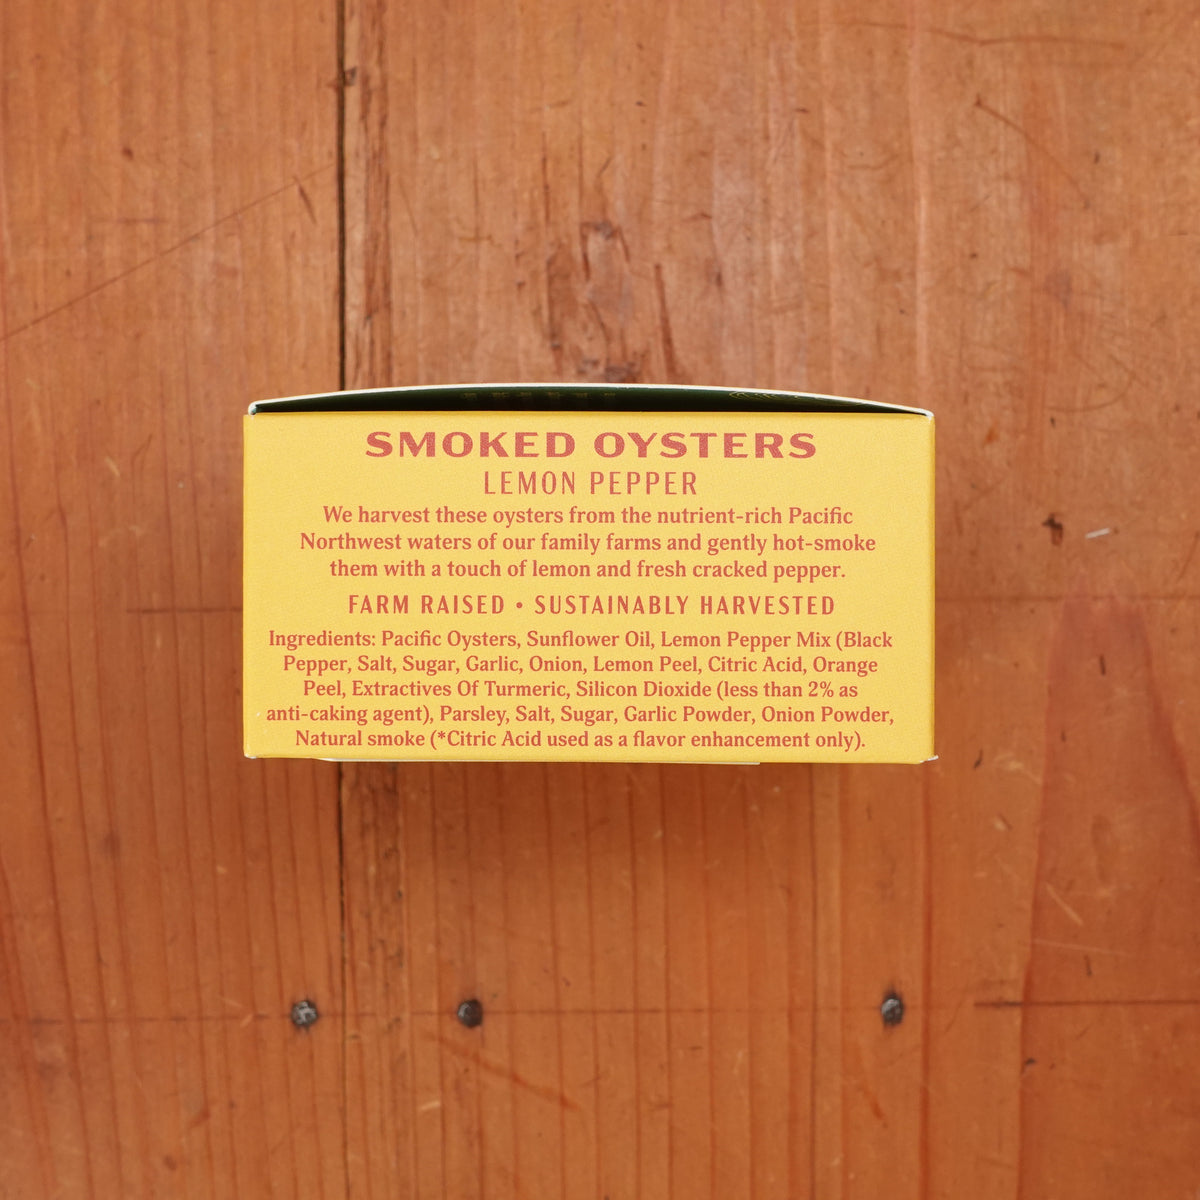 SMOKED OYSTERS
LEMON PEPPER
We harvest these oysters from the nutrient-rich Pacific
Northwest waters of our family farms and gently hot-smoke
them with a touch of lemon and fresh cracked pepper.
FARM RAISED • SUSTAINABLY HARVESTED
Ingredients: Pacific Oysters, Sunflower Oil, Lemon Pepper Mix (Black
Pepper, Salt, Sugar, Garlic, Onion, Lemon Peel, Citric Acid, Orange
Peel, Extractives Of Turmeric, Silicon Dioxide (less than 2% as
anti-caking agent), Parsley, Salt, Sugar, Garlic Powder, Onion Powder,
Natural smoke (*Citric Acid used as a flavor enhancement only).